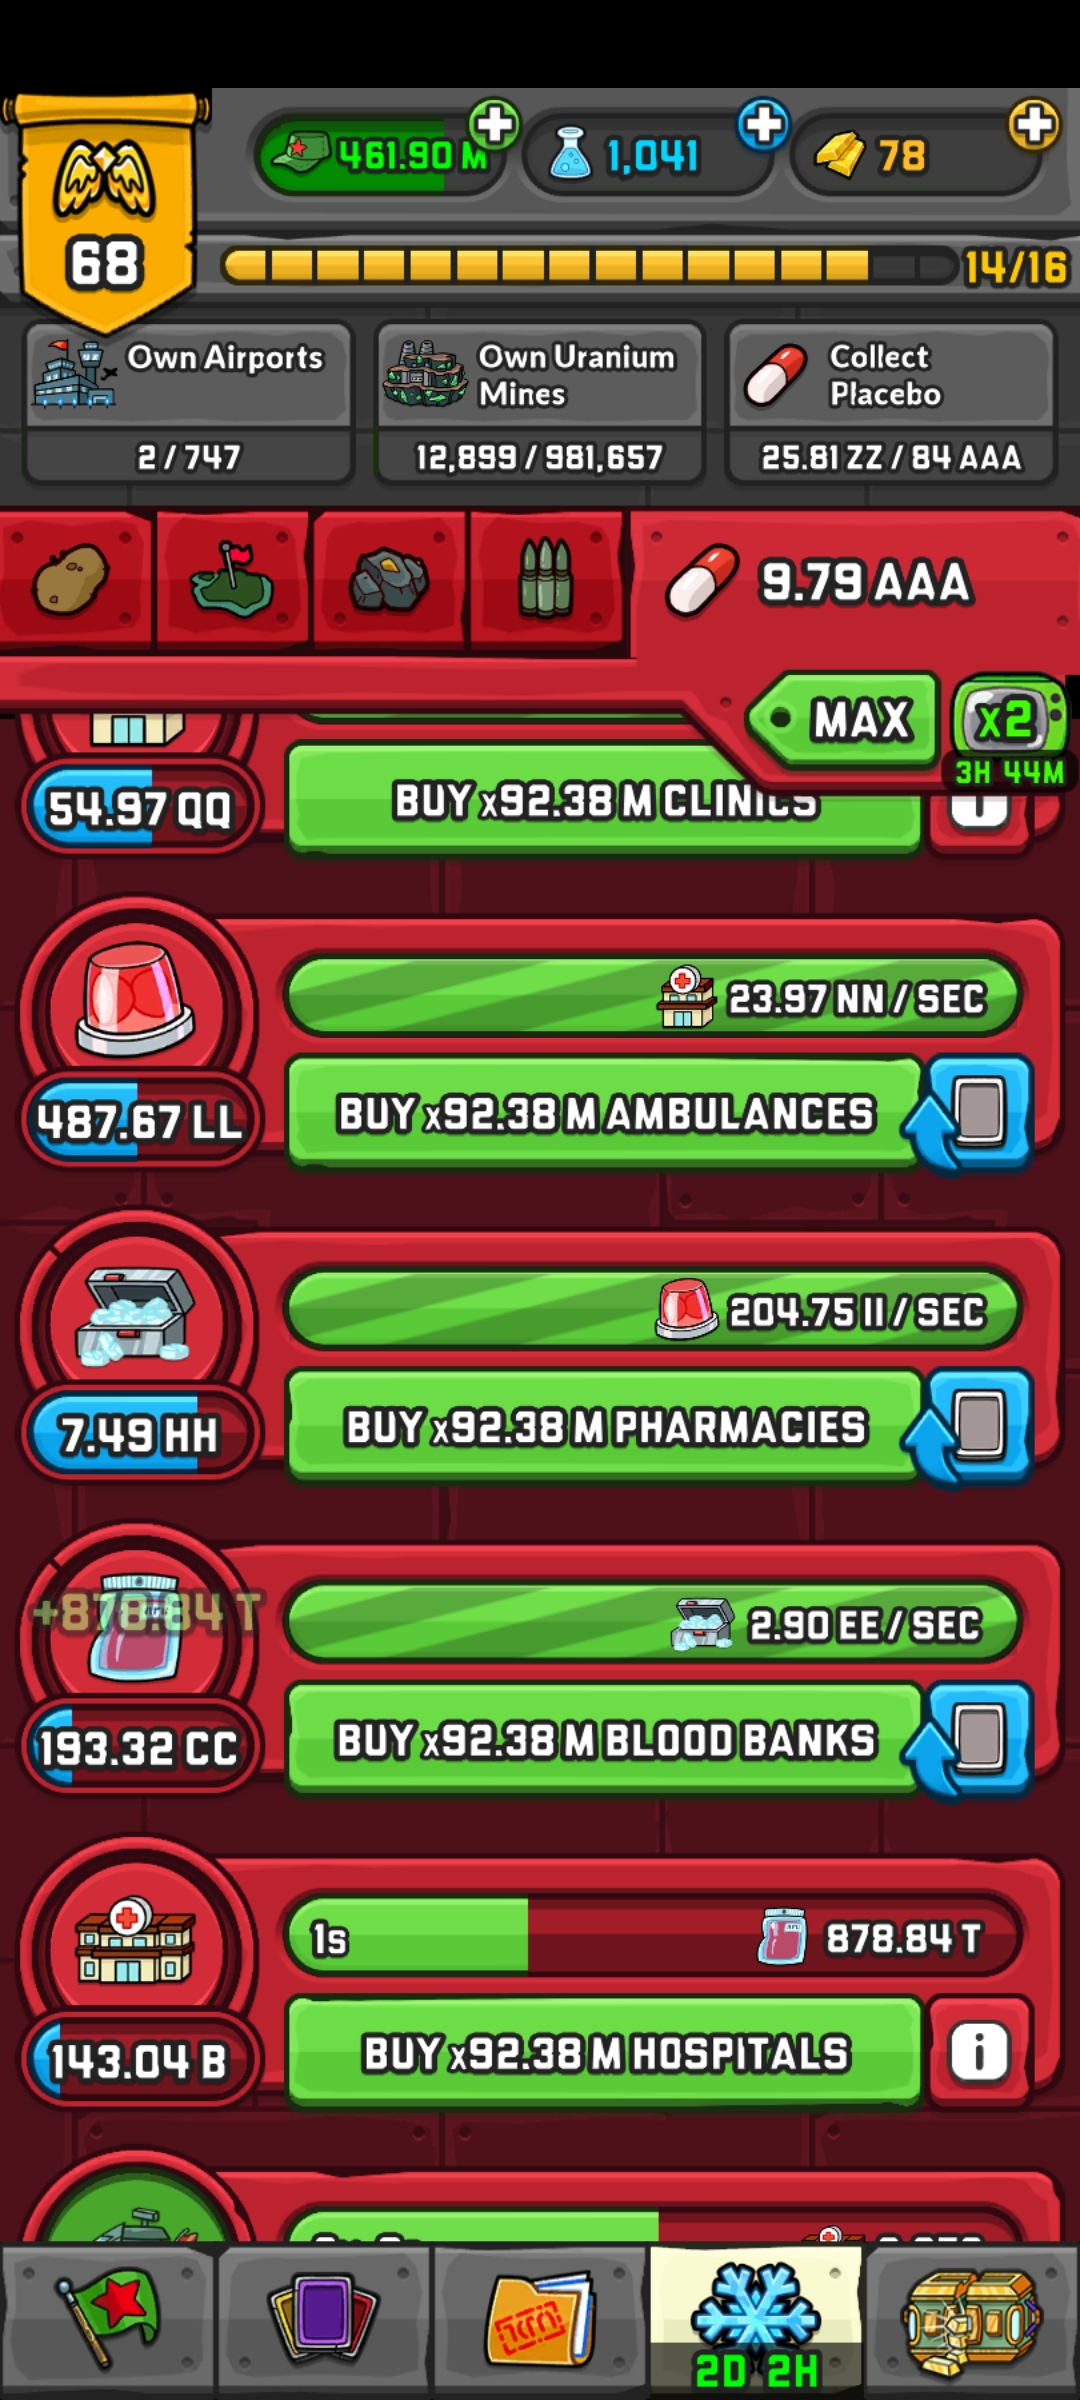 461.90 M
1,041
78
68
14/16
Own Airports
2 / 747
Own Uranium
Mines
12,899 / 981,657
Collect
Placebo
25.81 ZZ / 84 AAA
9.79 AAA
MAX
x2
3H 44M
54.97 QQ
BUY x92.38 M CLINICS
23.97 NN / SEC
487.67 LL
BUY x92.38 M AMBULANCES
204.75 II / SEC
7.49 HH
BUY x92.38 M PHARMACIES
+878.84 T
2.90 EE / SEC
193.32 CC
BUY x92.38 M BLOOD BANKS
1s
878.84 T
143.04 B
BUY x92.38 M HOSPITALS
i
2D 2H